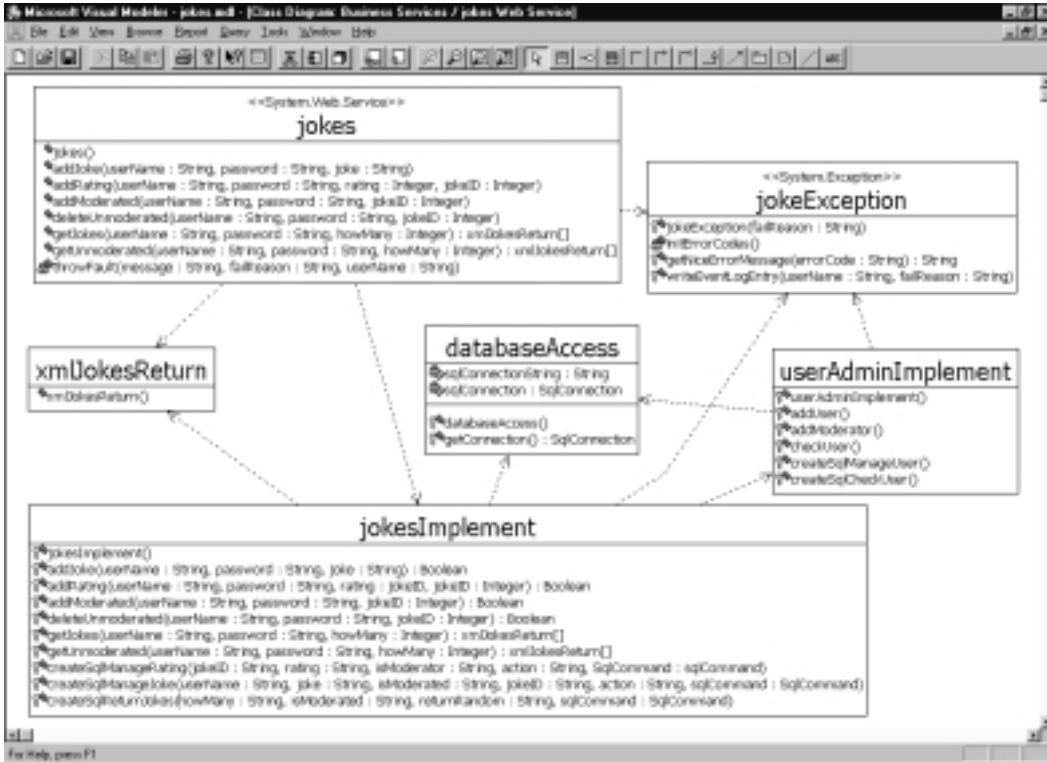 Microsoft Visual Modeler - jokes.mdl - [Class Diagram: Business Services / jokes Web Service]
File Edit View Browse Report Query Tools Window Help
ABC
<<System.Web.Service>>
jokes
jokes()
addJoke(userName : String, password : String, joke : String)
addRating(userName : String, password : String, rating : Integer, jokeID : Integer)
addModerated(userName : String, password : String, jokeID : Integer)
deleteUnmoderated(userName : String, password : String, jokeID : Integer)
getJokes(userName : String, password : String, howMany : Integer) : xmlJokesReturn[]
getUnmoderated(userName : String, password : String, howMany : Integer) : xmlJokesReturn[]
throwFault(message : String, failReason : String, userName : String)
<<System.Exception>>
jokeException
jokeException(failReason : String)
initErrorCodes()
getNiceErrorMessage(errorCode : String) : String
writeEventLogEntry(userName : String, failReason : String)
xmlJokesReturn
xmlJokesReturn()
databaseAccess
sqlConnectionString : String
sqlConnection : SqlConnection
databaseAccess()
getConnection() : SqlConnection
userAdminImplement
userAdminImplement()
addUser()
addModerator()
checkUser()
createSqlManageUser()
createSqlCheckUser()
jokesImplement
jokesImplement()
addJoke(userName : String, password : String, joke : String) : Boolean
addRating(userName : String, password : String, rating : jokeID, jokeID : Integer) : Boolean
addModerated(userName : String, password : String, jokeID : Integer) : Boolean
deleteUnmoderated(userName : String, password : String, jokeID : Integer) : Boolean
getJokes(userName : String, password : String, howMany : Integer) : xmlJokesReturn[]
getUnmoderated(userName : String, password : String, howMany : Integer) : xmlJokesReturn[]
createSqlManageRating(jokeID : String, rating : String, isModerator : String, action : String, SqlCommand : sqlCommand)
createSqlManageJoke(userName : String, joke : String, isModerated : String, jokeID : String, action : String, sqlCommand : SqlCommand)
createSqlReturnJokes(howMany : String, isModerated : String, returnRandom : String, sqlCommand : SqlCommand)
For Help, press F1